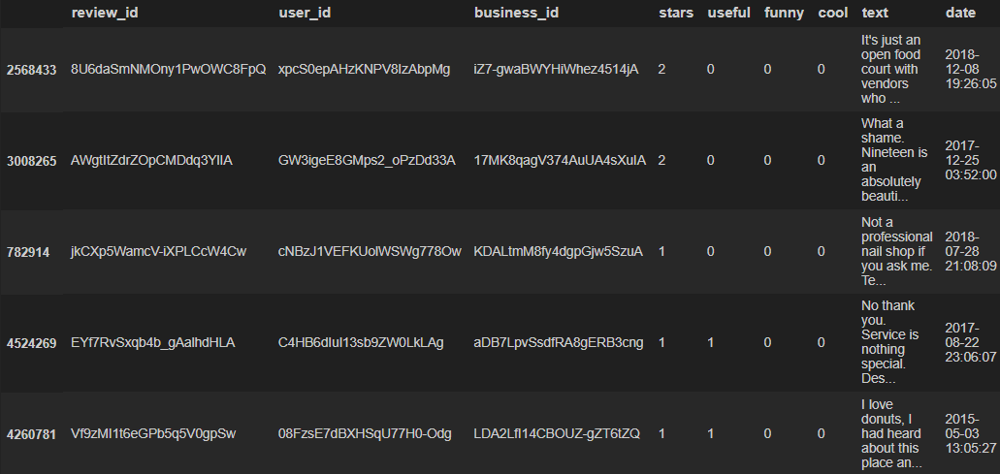 review_id user_id business_id stars useful funny cool text date
2568433 8U6daSmNMOny1PwOWC8FpQ xpcS0epAHzKNPV8IzAbpMg iZ7-gwaBWYHiWhez4514jA 2 0 0 0
It's just an
open food
court with
vendors
who ...
2018-
12-08
19:26:05
3008265 AWgtItZdrZOpCMDdq3YlIA GW3igeE8GMps2_oPzDd33A 17MK8qagV374AuUA4sXuIA 2 0 0 0
What a
shame.
Nineteen is
an
absolutely
beauti...
2017-
12-25
03:52:00
782914 jkCXp5WamcV-iXPLCcW4Cw cNBzJ1VEFKUolWSWg778Ow KDALtmM8fy4dgpGjw5SzuA 1 0 0 0
Not a
professional
nail shop if
you ask me.
Te...
2018-
07-28
21:08:09
4524269 EYf7RvSxqb4b_gAalhdHLA C4HB6dIuI13sb9ZW0LkLAg aDB7LpvSsdfRA8gERB3cng 1 1 0 0
No thank
you.
Service is
nothing
special.
Des...
2017-
08-22
23:06:07
4260781 Vf9zMI1t6eGPb5q5V0gpSw 08FzsE7dBXHSqU77H0-Odg LDA2LfI14CBOUZ-gZT6tZQ 1 1 0 0
I love
donuts, I
had heard
about this
place an...
2015-
05-03
13:05:27